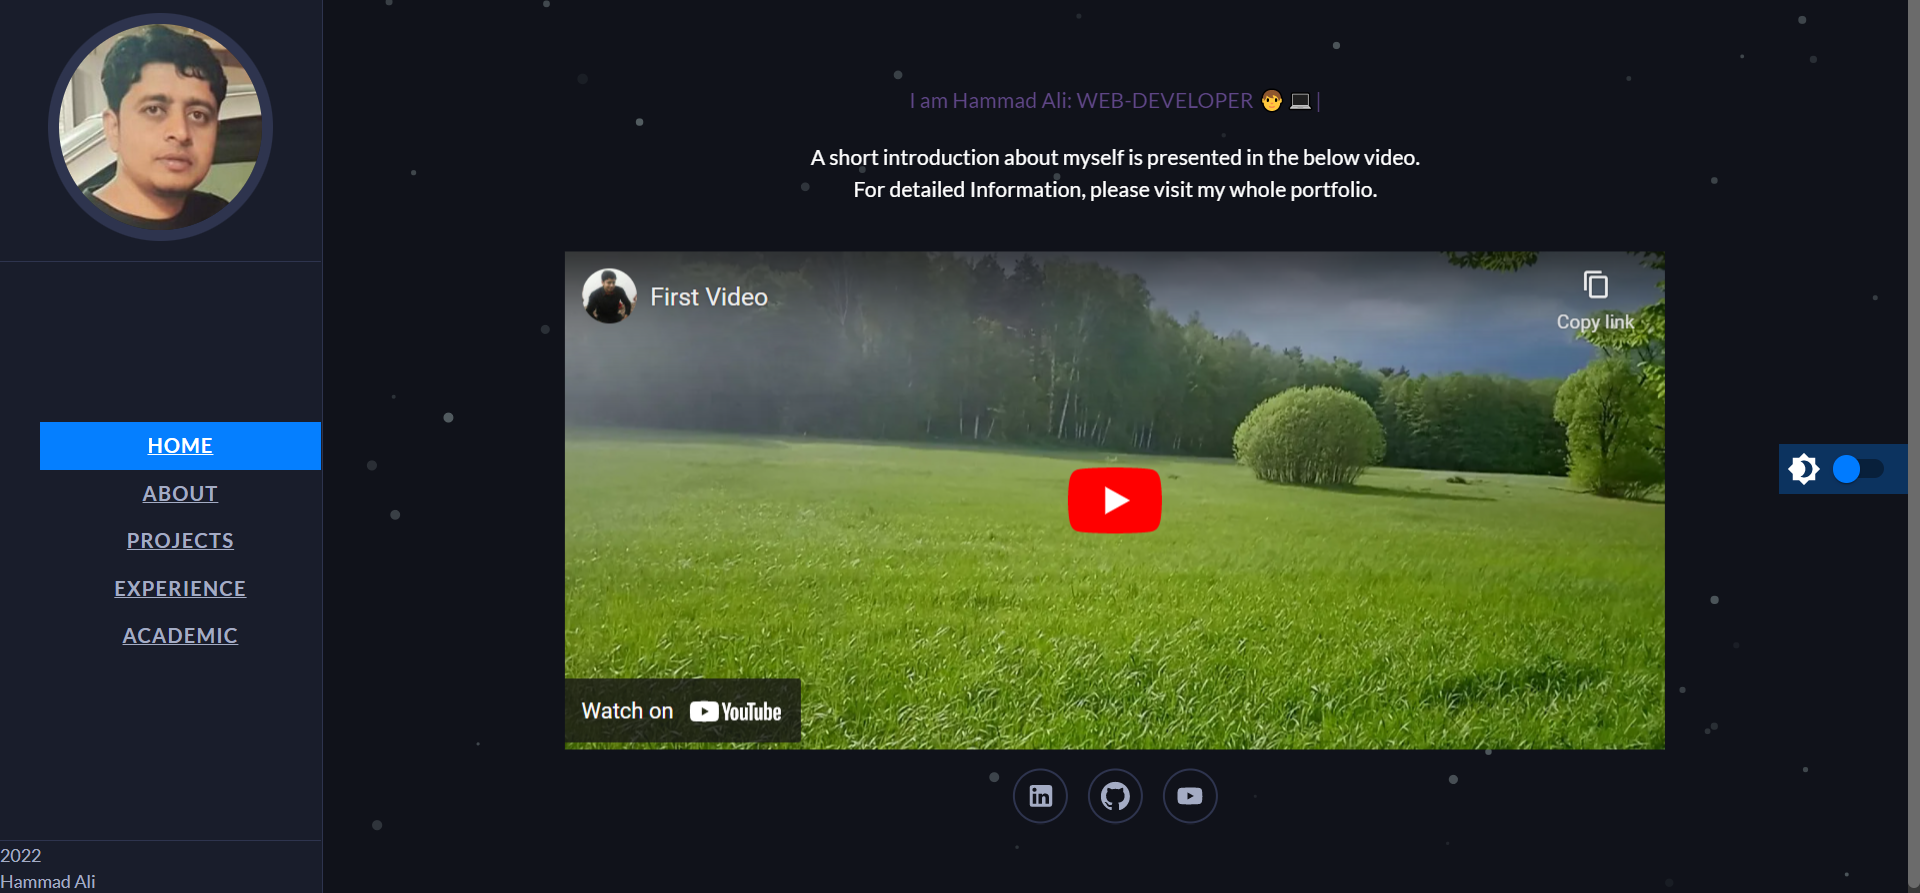 HOME
ABOUT
PROJECTS
EXPERIENCE
ACADEMIC
2022
Hammad Ali
I am Hammad Ali: WEB-DEVELOPER 🧑 💻 |
A short introduction about myself is presented in the below video.
For detailed Information, please visit my whole portfolio.
First Video
Copy link
Watch on YouTube
in